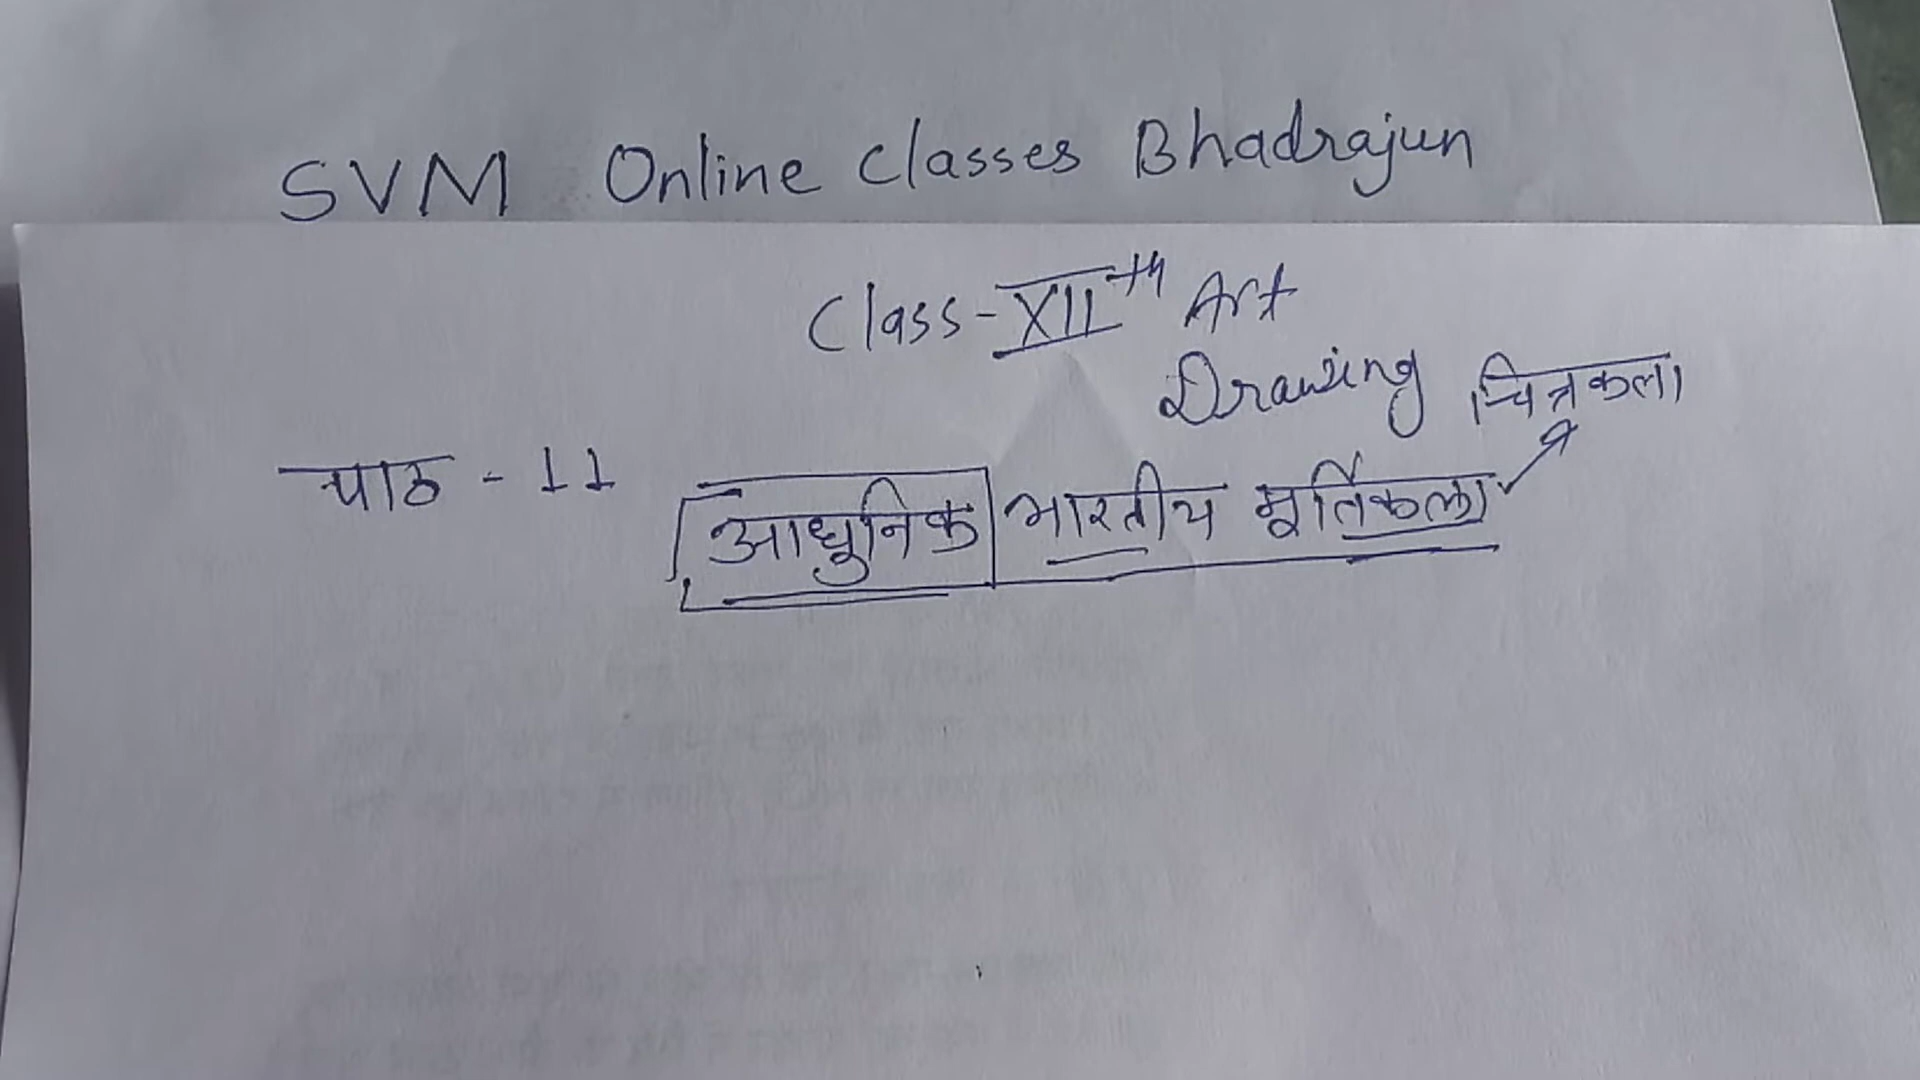 SVM Online Classes Bhadrajun
Class-XIIth Art
Drawing चित्रकला
पाठ - 11 आधुनिक भारतीय मूर्तिकला